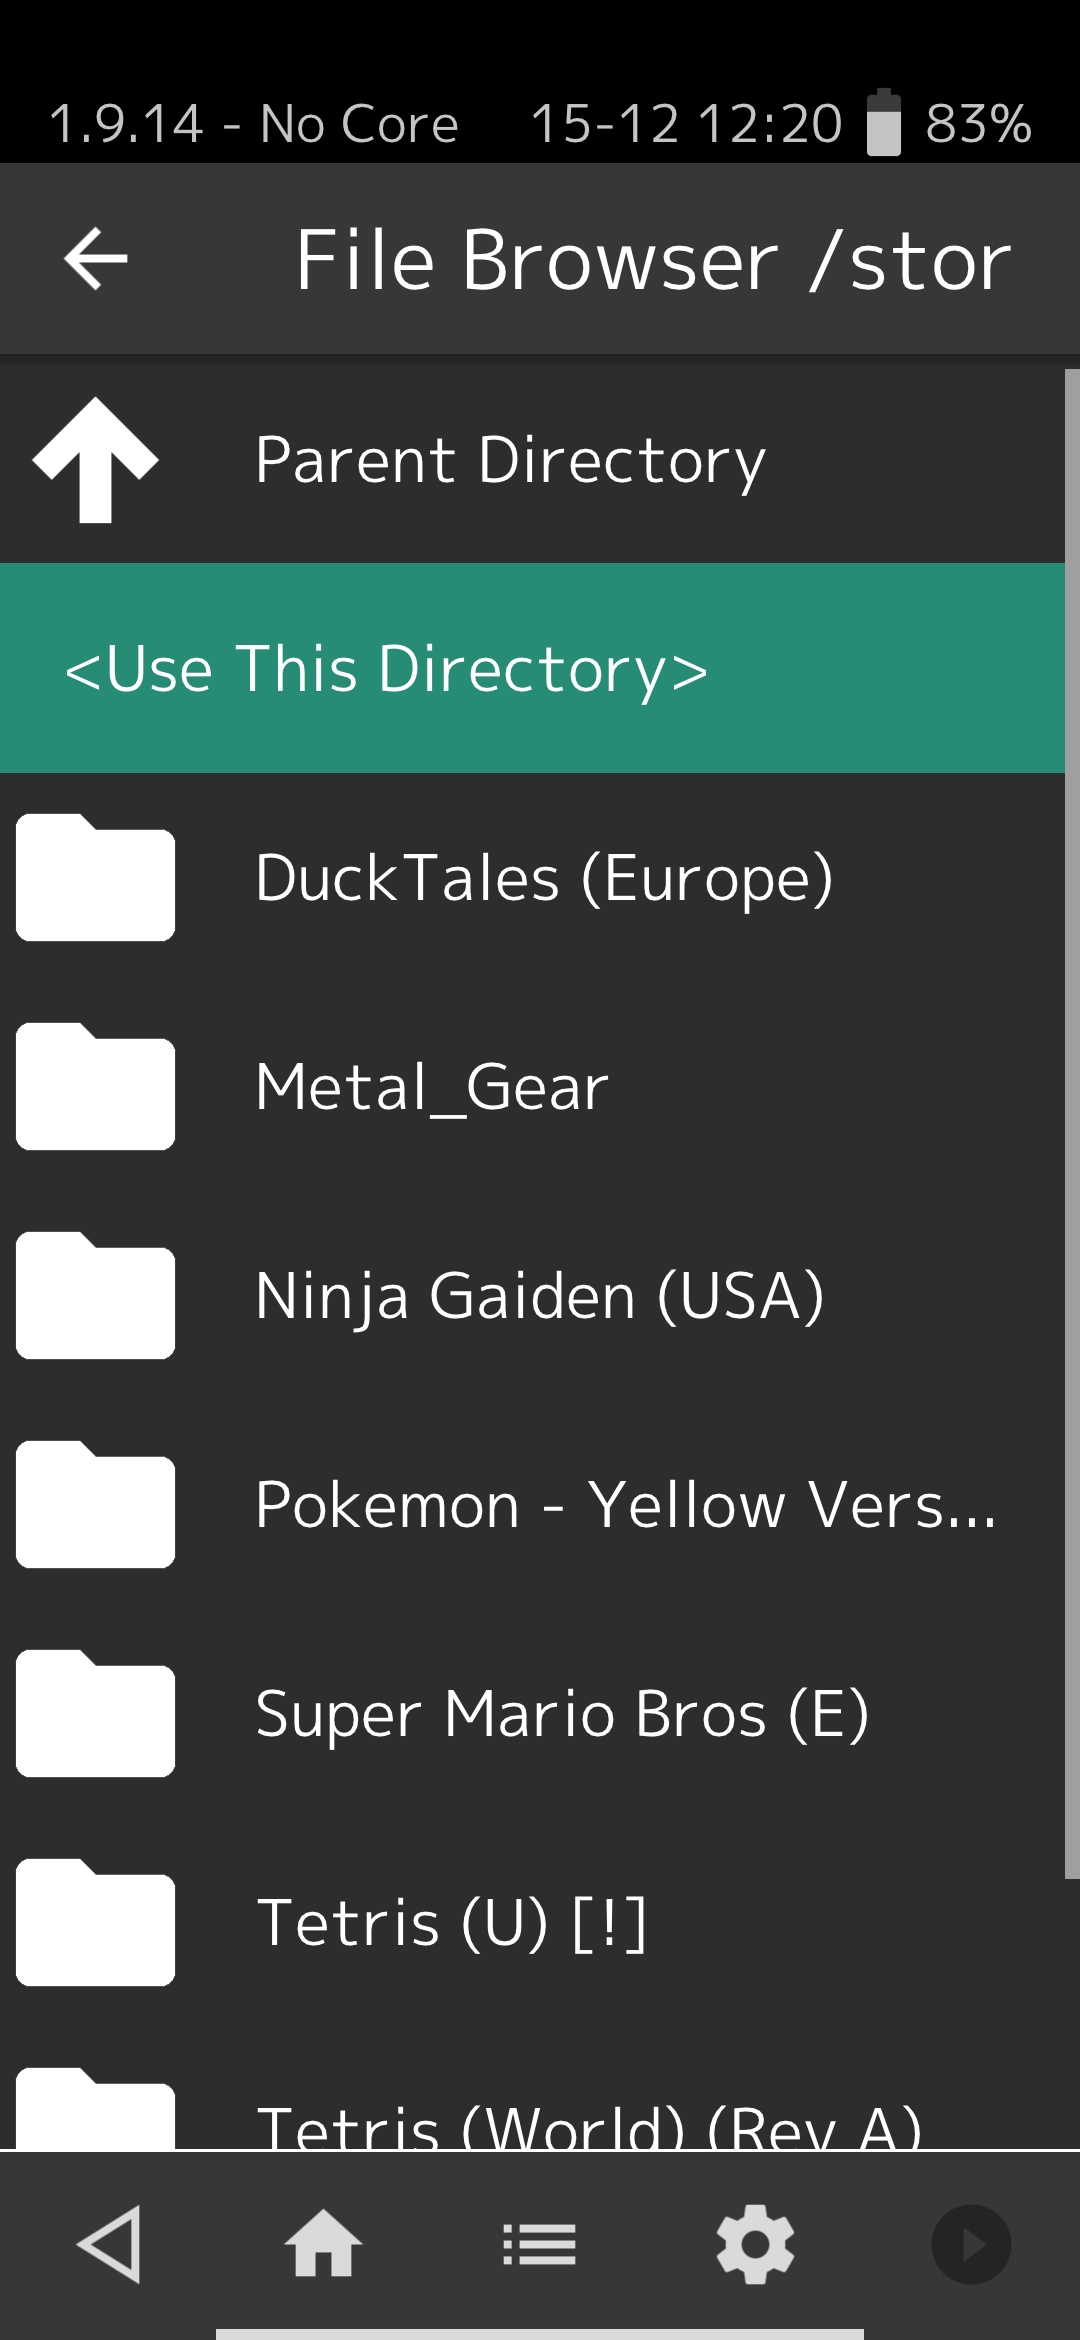 1.9.14 - No Core 15-12 12:20 83%
File Browser /stor
Parent Directory
<Use This Directory>
DuckTales (Europe)
Metal_Gear
Ninja Gaiden (USA)
Pokemon - Yellow Vers...
Super Mario Bros (E)
Tetris (U) [!]
Tetris (World) (Rev A)